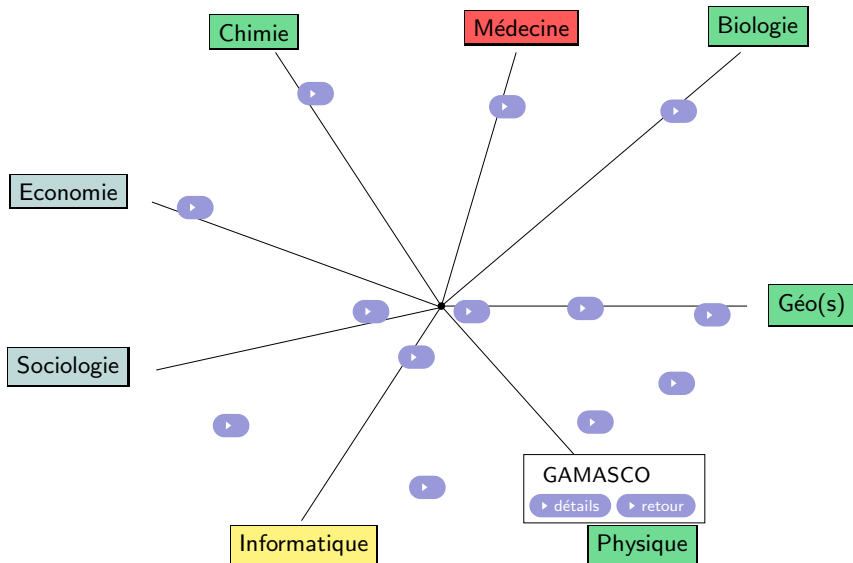 Chimie
Médecine
Biologie
Economie
Géo(s)
Sociologie
GAMASCO
détails retour
Informatique
Physique